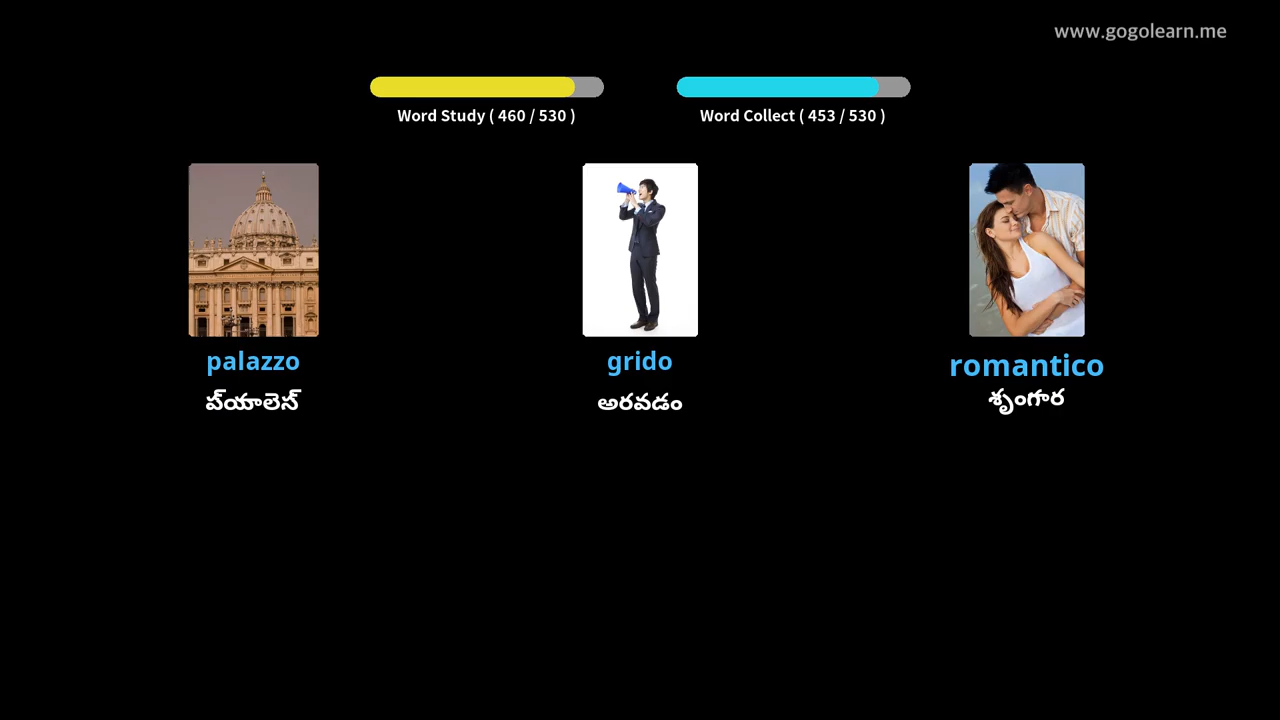 www.gogolearn.me
Word Study ( 460 / 530 )
Word Collect ( 453 / 530 )
palazzo
grido
romantico
ప్యాలెస్
అరవడం
శృంగార